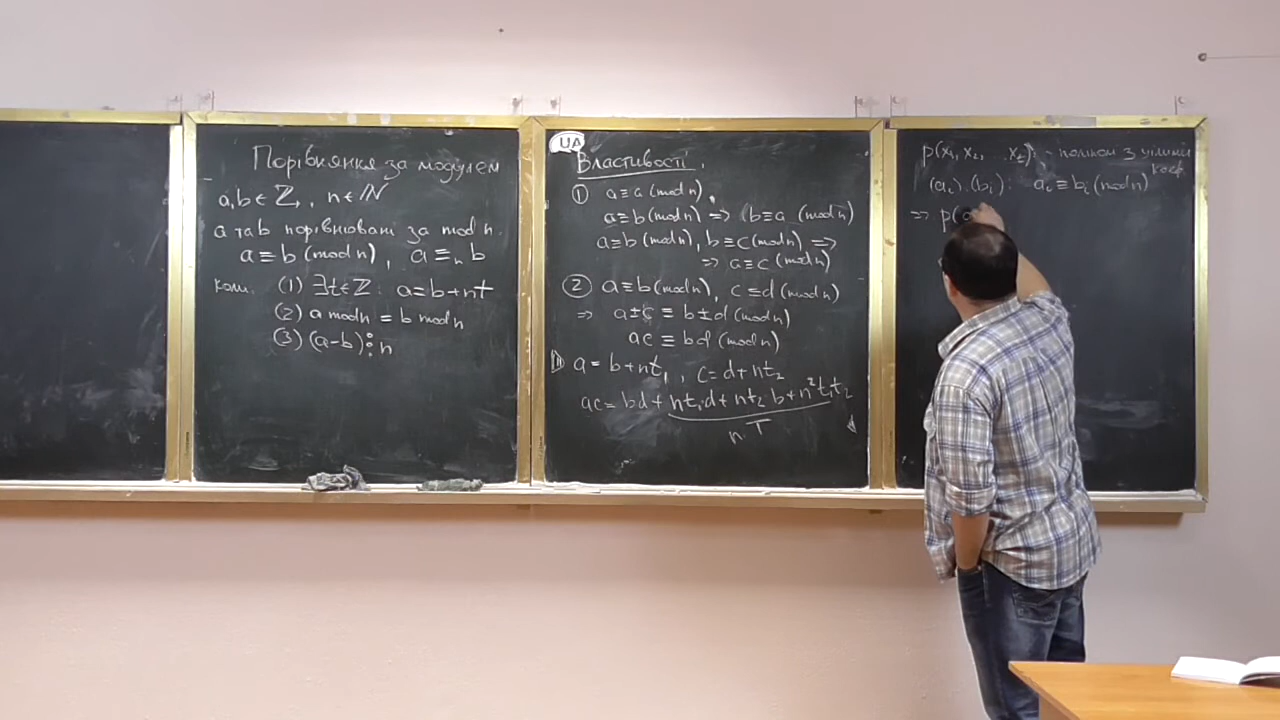 Порівняння за модулем
a,b ∈ ℤ, n ∈ ℕ
a та b порівнювані за mod n.
a ≡ b (mod n), a ≡ₙ b
коли. (1) ∃t∈ℤ: a = b + nt
(2) a mod n = b mod n
(3) (a-b)⋮n
UA
Властивості.
① a ≡ a (mod n),
a ≡ b (mod n) => b ≡ a (mod n)
a ≡ b (mod n), b ≡ c (mod n) =>
=> a ≡ c (mod n)
② a ≡ b (mod n), c ≡ d (mod n)
=> a ± c ≡ b ± d (mod n)
ac ≡ bd (mod n)
a = b + nt₁, c = d + nt₂
ac = bd + nt₁d + nt₂·b + n²t₁t₂
n T
p(x₁, x₂, ... ) - поліном з цілими
коеф.
(aᵢ), (bᵢ): aᵢ ≡ bᵢ (mod n)
=> p(a